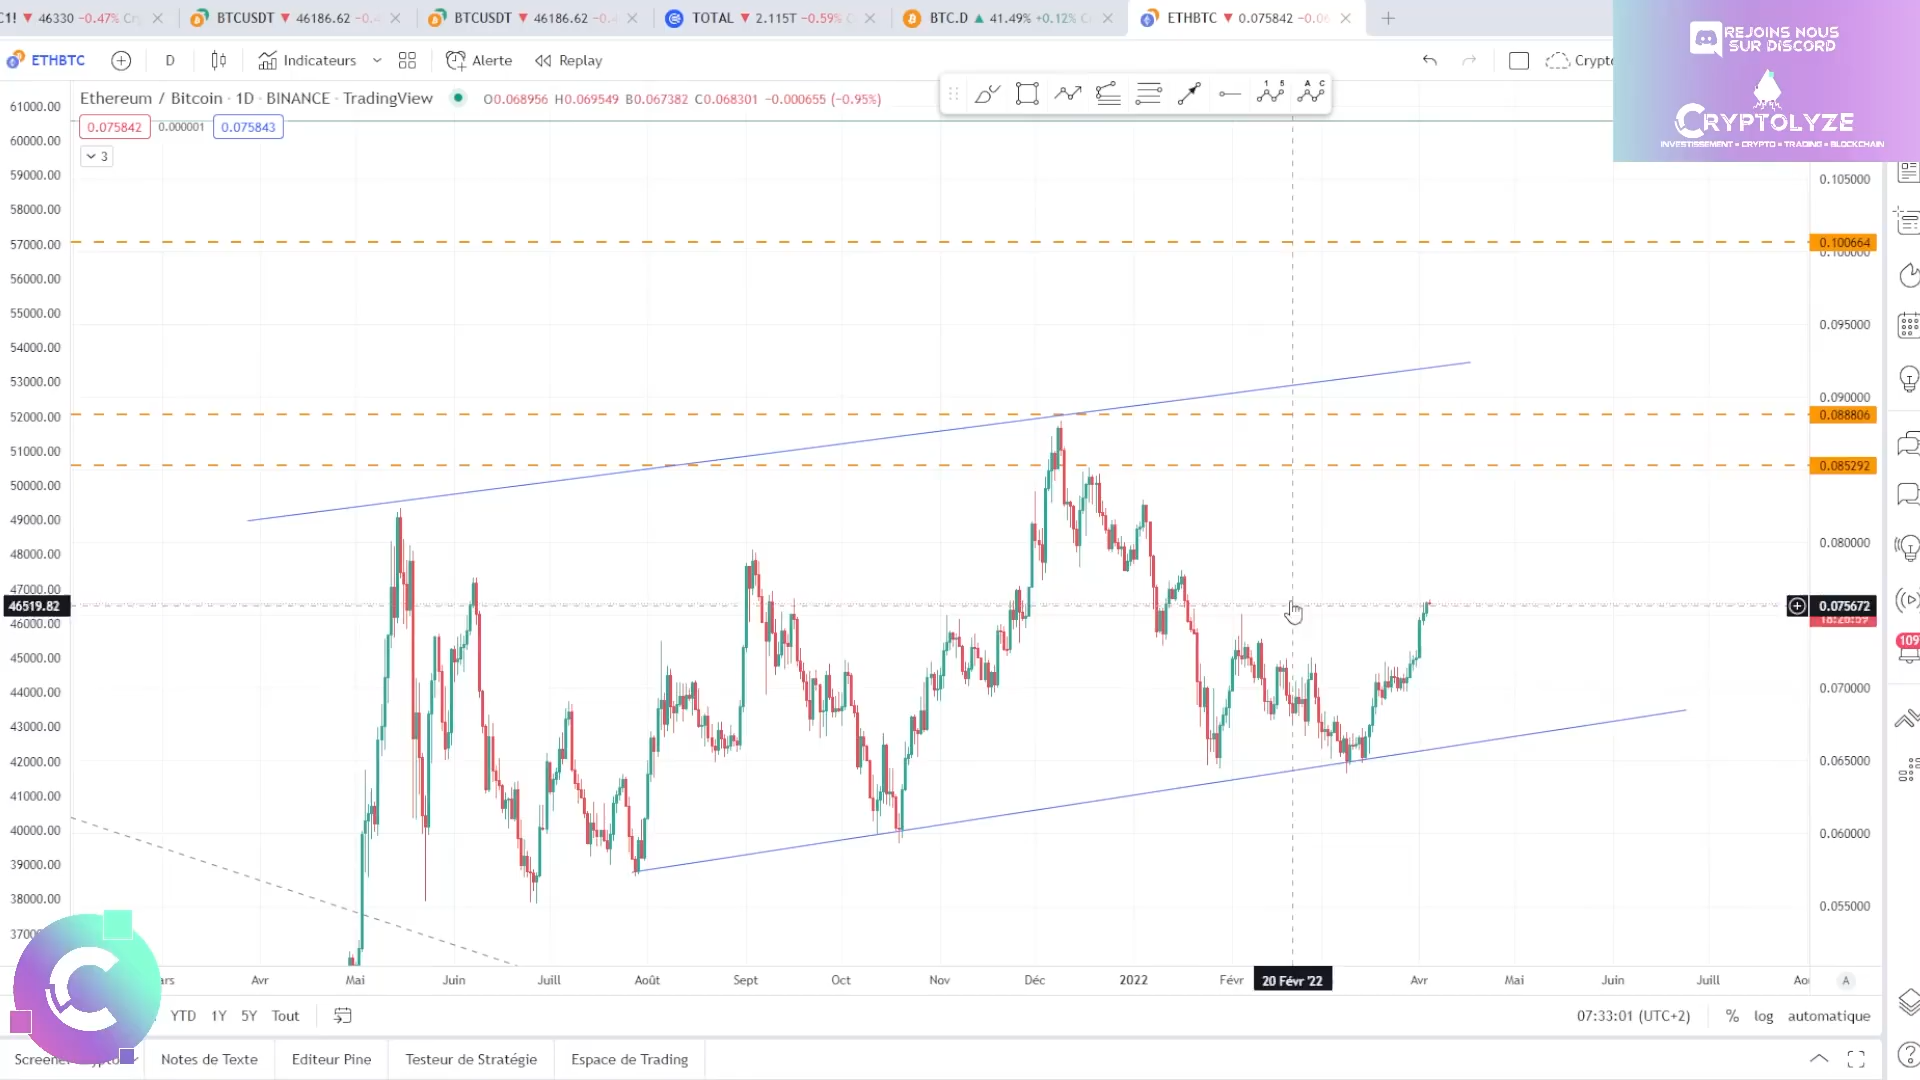 C1! ▼ 46330 −0.47%
BTCUSDT ▼ 46186.62
BTCUSDT ▼ 46186.62
TOTAL ▼ 2.115T −0.59%
BTC.D ▲ 41.49% +0.12%
ETHBTC ▼ 0.075842
REJOINS NOUS
SUR DISCORD
CRYPTOLYZE
INVESTISSEMENT • CRYPTO • TRADING • BLOCKCHAIN
ETHBTC
D
Indicateurs
Alerte
Replay
Ethereum / Bitcoin · 1D · BINANCE · TradingView
O0.068956 H0.069549 B0.067382 C0.068301 −0.000655 (−0.95%)
0.075842 0.000001 0.075843
3
61000.00
60000.00
59000.00
58000.00
57000.00
56000.00
55000.00
54000.00
53000.00
52000.00
51000.00
50000.00
49000.00
48000.00
47000.00
46519.82
46000.00
45000.00
44000.00
43000.00
42000.00
41000.00
40000.00
39000.00
38000.00
0.105000
0.100664
0.100000
0.095000
0.090000
0.088806
0.085292
0.080000
0.075672
18:26:59
0.070000
0.065000
0.060000
0.055000
109
Avr Mai Juin Juill Août Sept Oct Nov Déc 2022 Févr 20 Févr '22 Avr Mai Juin Juill
A
YTD 1Y 5Y Tout
07:33:01 (UTC+2)
% log automatique
Notes de Texte
Editeur Pine
Testeur de Stratégie
Espace de Trading